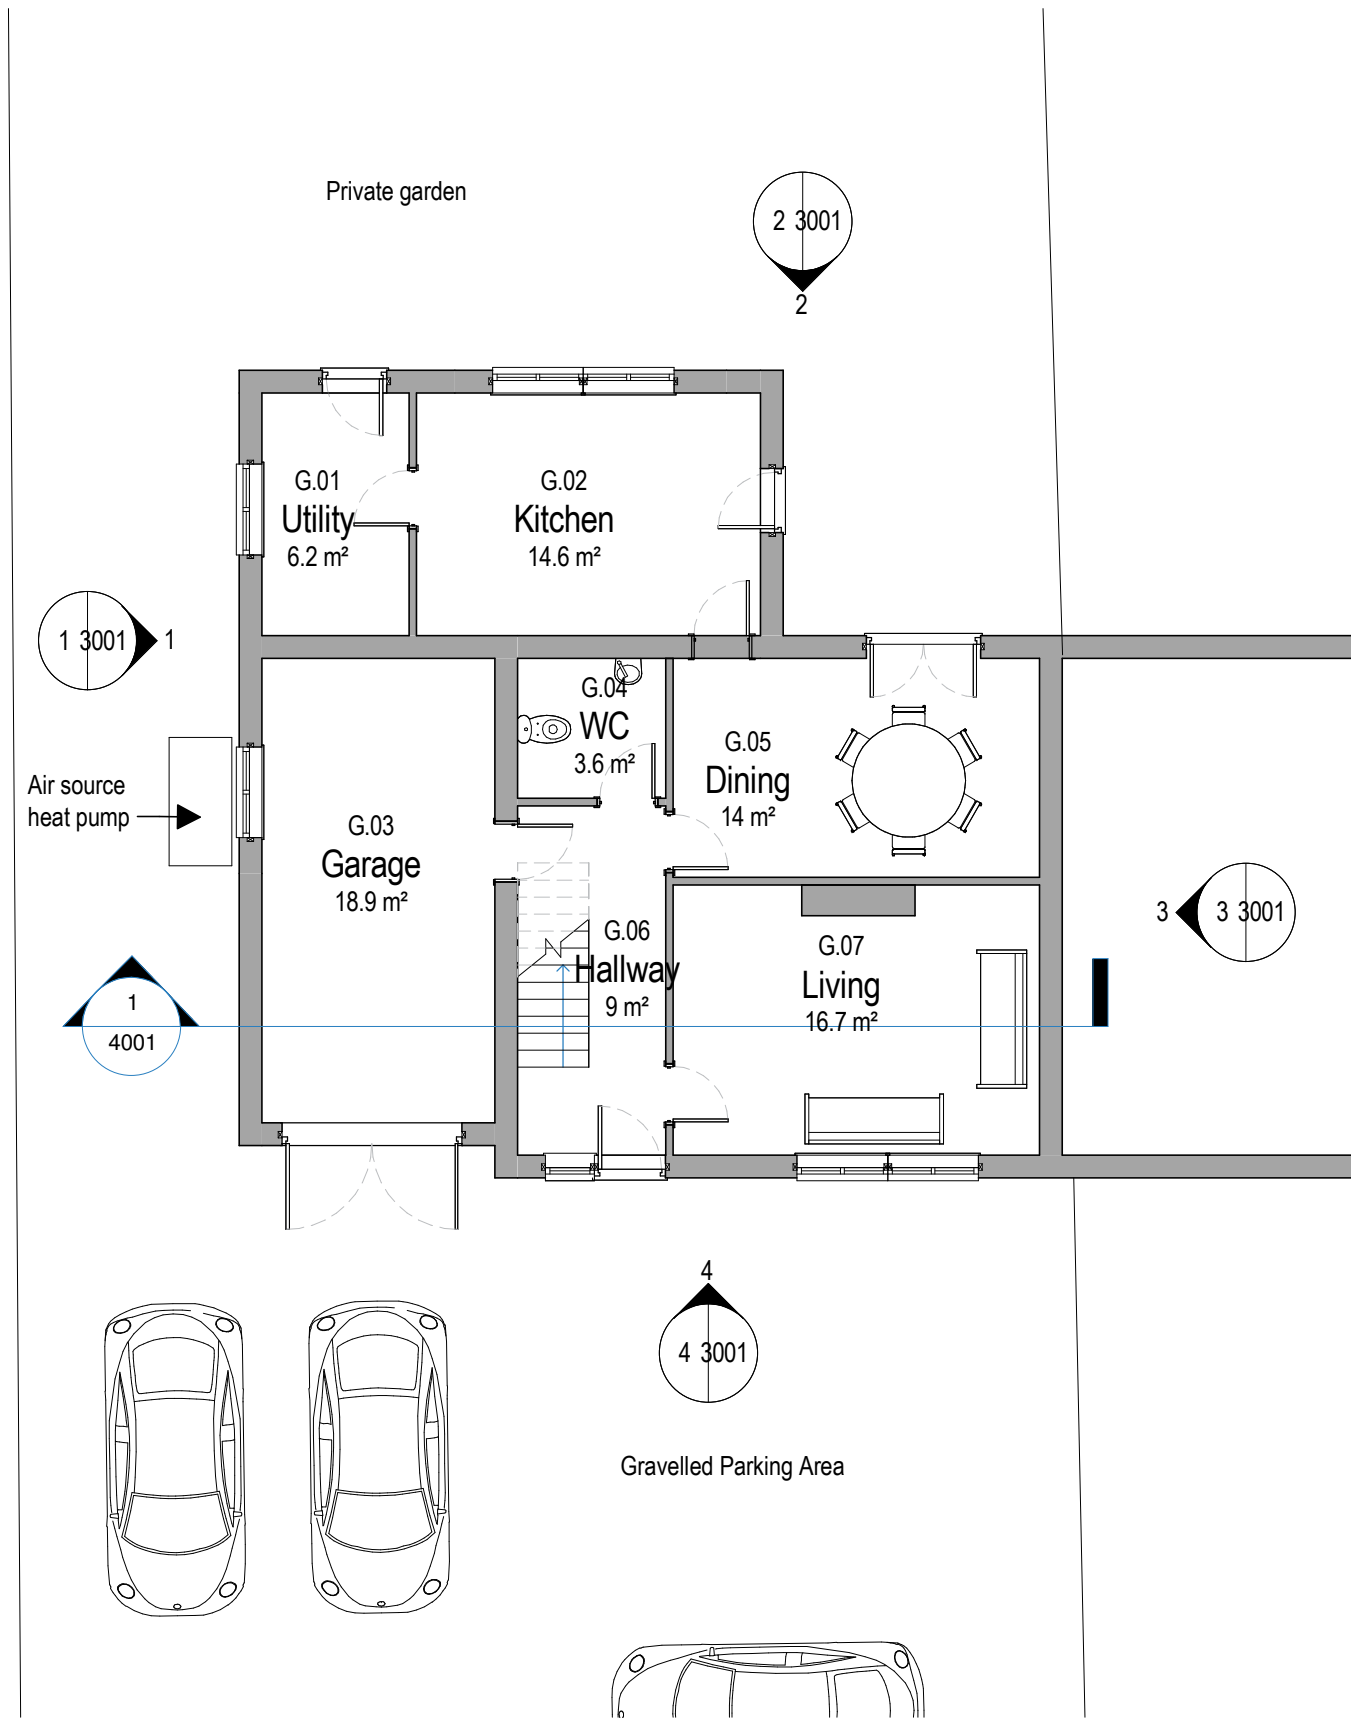 Private garden
2 3001
2
G.01
Utility
6.2 m²
G.02
Kitchen
14.6 m²
1 3001
1
G.04
WC
3.6 m²
G.05
Dining
14 m²
Air source
heat pump
G.03
Garage
18.9 m²
3
3 3001
G.06
Hallway
9 m²
G.07
Living
16.7 m²
1
4001
4
4 3001
Gravelled Parking Area